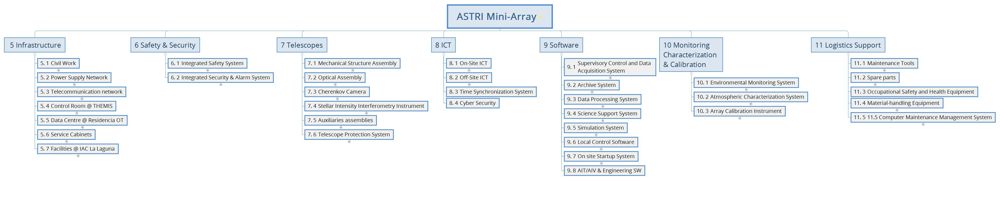 ASTRI Mini-Array
5 Infrastructure
5. 1 Civil Work
5. 2 Power Supply Network
5. 3 Telecommunication network
5. 4 Control Room @ THEMIS
5. 5 Data Centre @ Residencia OT
5. 6 Service Cabinets
5. 7 Facilities @ IAC La Laguna
6 Safety & Security
6. 1 Integrated Safety System
6. 2 Integrated Security & Alarm System
7 Telescopes
7. 1 Mechanical Structure Assembly
7. 2 Optical Assembly
7. 3 Cherenkov Camera
7. 4 Stellar Intensity Interferometry Instrument
7. 5 Auxiliaries assemblies
7. 6 Telescope Protection System
8 ICT
8. 1 On-Site ICT
8. 2 Off-Site ICT
8. 3 Time Synchronization System
8. 4 Cyber Security
9 Software
9. 1 Supervisory Control and Data
Acquisition System
9. 2 Archive System
9. 3 Data Processing System
9. 4 Science Support System
9. 5 Simulation System
9. 6 Local Control Software
9. 7 On site Startup System
9. 8 AIT/AIV & Engineering SW
10 Monitoring
Characterization
& Calibration
10. 1 Environmental Monitoring System
10. 2 Atmospheric Characterization System
10. 3 Array Calibration Instrument
11 Logistics Support
11. 1 Maintenance Tools
11. 2 Spare parts
11. 3 Occupational Safety and Health Equipment
11. 4 Material-handling Equipment
11. 5 11.5 Computer Maintenance Management System